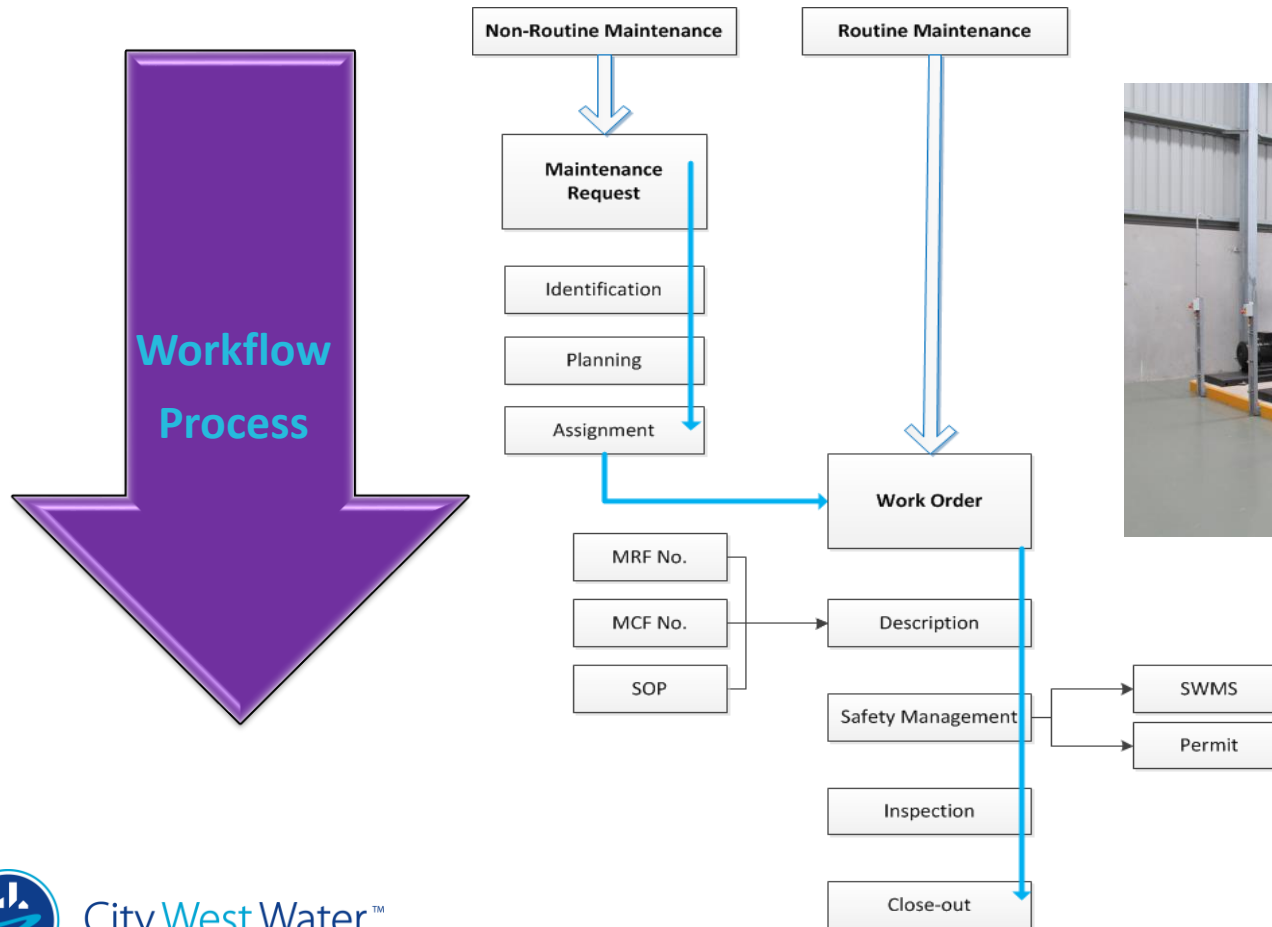 Non-Routine Maintenance
Routine Maintenance
Maintenance
Request
Identification
Planning
Assignment
Workflow
Process
Work Order
MRF No.
MCF No.
SOP
Description
Safety Management
SWMS
Permit
Inspection
Close-out
City West Water™